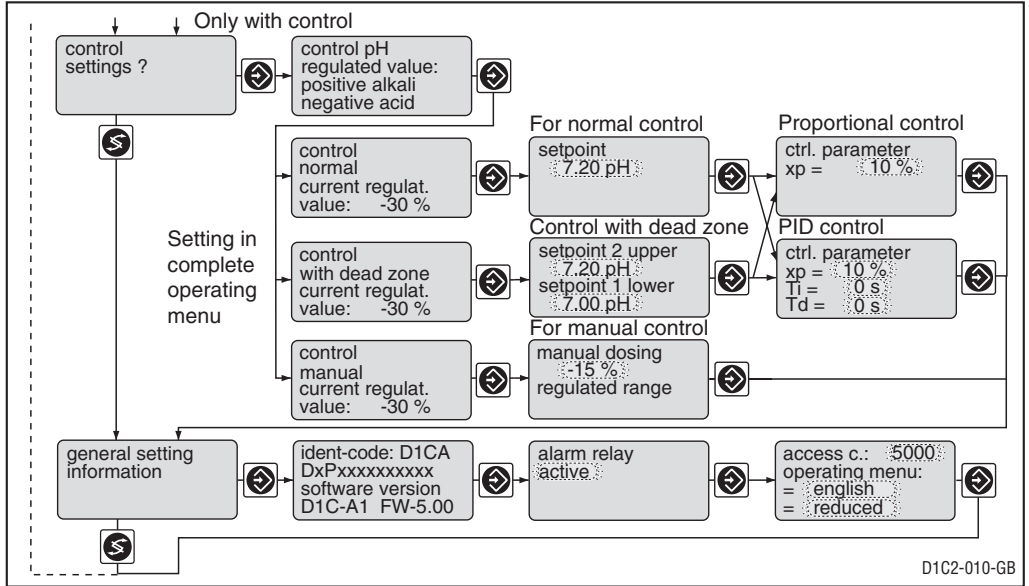 Only with control
control
settings ?
control pH
regulated value:
positive alkali
negative acid
For normal control
Proportional control
control
normal
current regulat.
value: -30 %
setpoint
7.20 pH
ctrl. parameter
xp = 10 %
Setting in
complete
operating
menu
Control with dead zone
PID control
control
with dead zone
current regulat.
value: -30 %
setpoint 2 upper
7.20 pH
setpoint 1 lower
7.00 pH
ctrl. parameter
xp = 10 %
Ti = 0 s
Td = 0 s
For manual control
control
manual
current regulat.
value: -30 %
manual dosing
-15 %
regulated range
general setting
information
ident-code: D1CA
DxPxxxxxxxxxx
software version
D1C-A1 FW-5.00
alarm relay
active
access c.: 5000
operating menu:
= english
= reduced
D1C2-010-GB